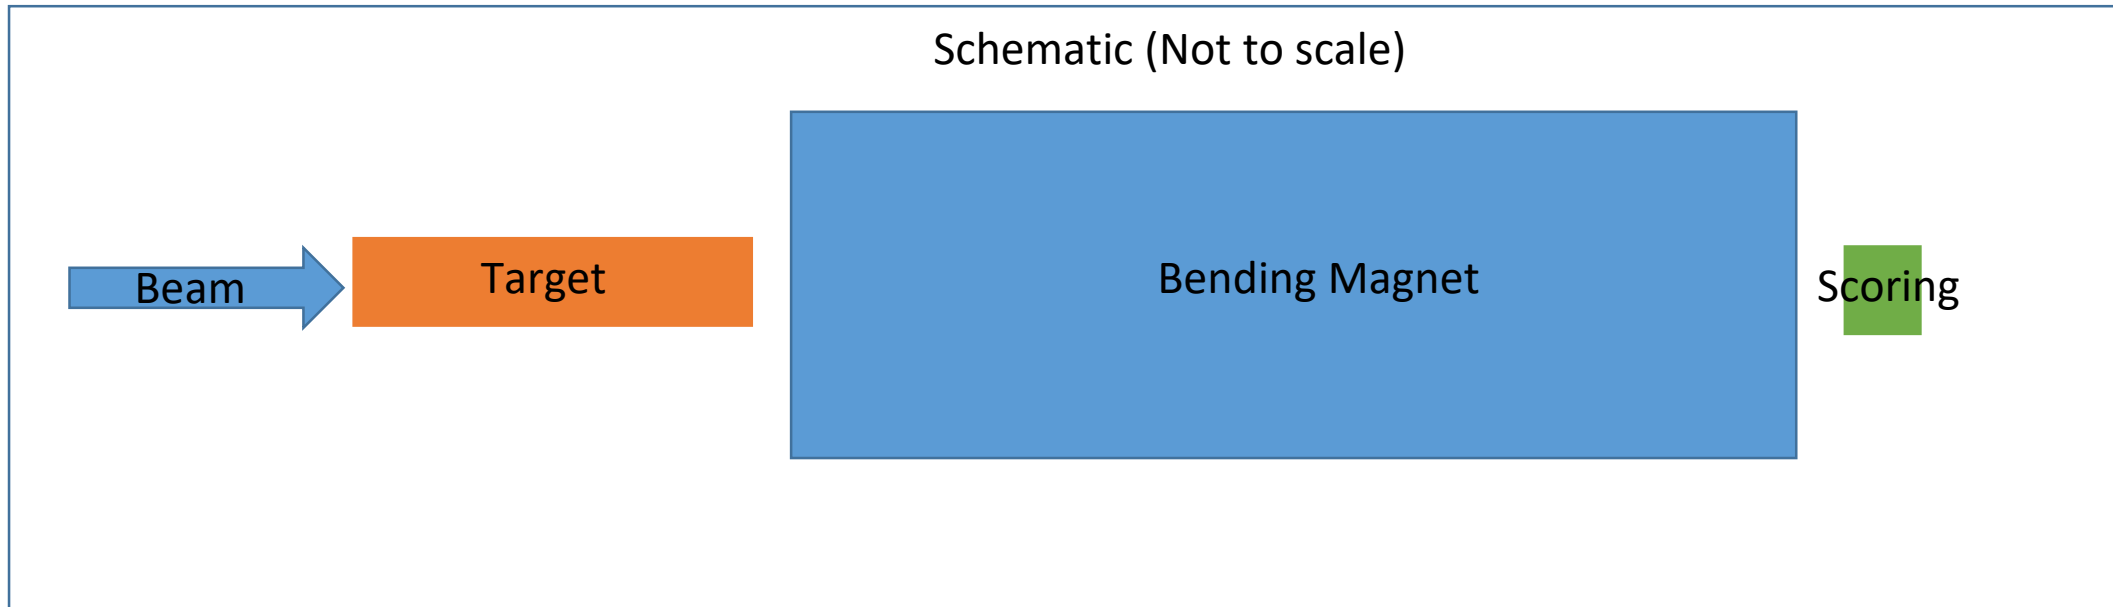 Schematic (Not to scale)
Beam
Target
Bending Magnet
Scoring